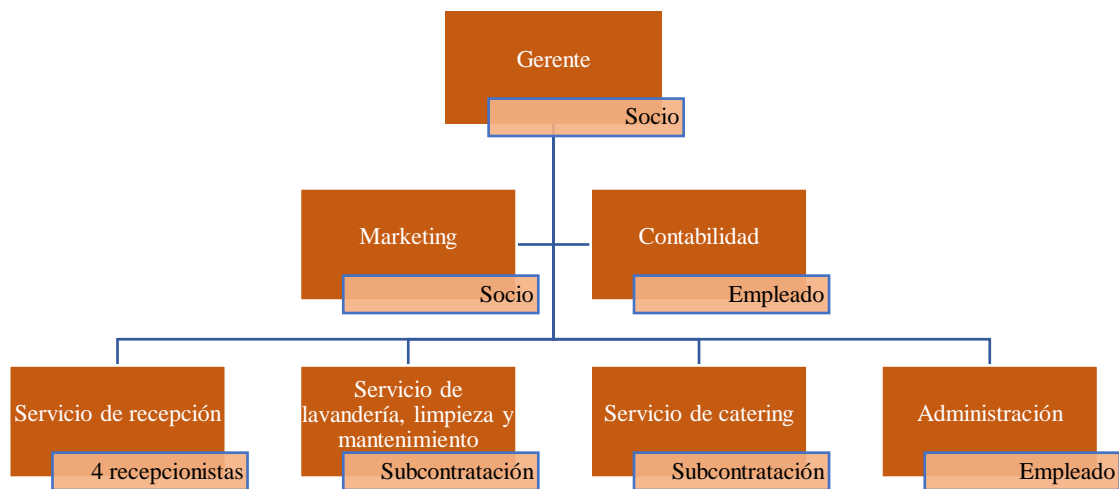 Gerente
Socio
Marketing
Socio
Contabilidad
Empleado
Servicio de recepción
4 recepcionistas
Servicio de
lavandería, limpieza y
mantenimiento
Subcontratación
Servicio de catering
Subcontratación
Administración
Empleado